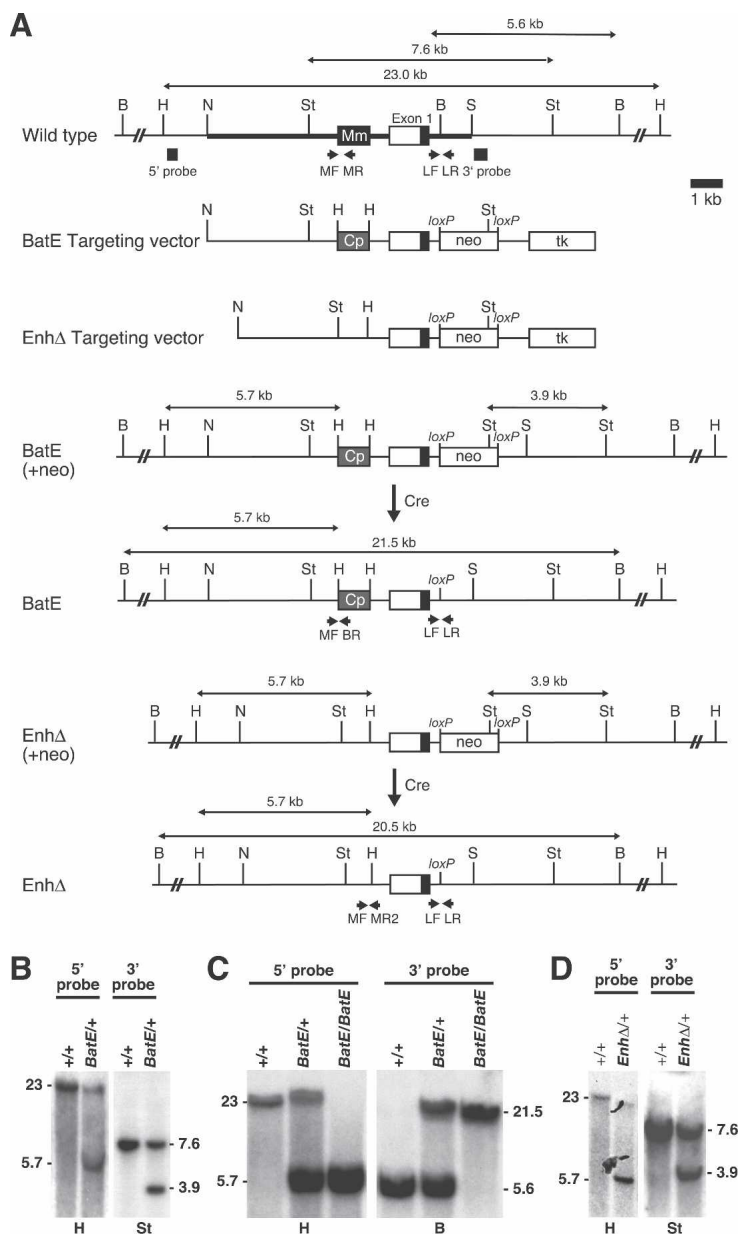 A
5.6 kb
7.6 kb
23.0 kb
B H N St Exon 1 B S St B H
Wild type
Mm
5' probe MF MR LF LR 3' probe
1 kb
N St H H loxP St loxP
BatE Targeting vector
Cp neo tk
N St H loxP St loxP
EnhΔ Targeting vector
neo tk
5.7 kb 3.9 kb
B H N St H H loxP St loxP S St B H
BatE
(+neo)
Cp neo
Cre
5.7 kb
21.5 kb
B H N St H H loxP S St B H
BatE
Cp
MF BR LF LR
5.7 kb 3.9 kb
B H N St H loxP St loxP S St B H
EnhΔ
(+neo)
neo
Cre
5.7 kb
20.5 kb
B H N St H loxP S St B H
EnhΔ
MF MR2 LF LR
B
5' probe 3' probe
+/+ BatE/+ +/+ BatE/+
23
5.7
- 7.6
- 3.9
H St
C
5' probe 3' probe
+/+ BatE/+ BatE/BatE +/+ BatE/+ BatE/BatE
23 -
5.7 -
- 21.5
- 5.6
H B
D
5' probe 3' probe
+/+ EnhΔ/+ +/+ EnhΔ/+
23 -
5.7 -
- 7.6
- 3.9
H St